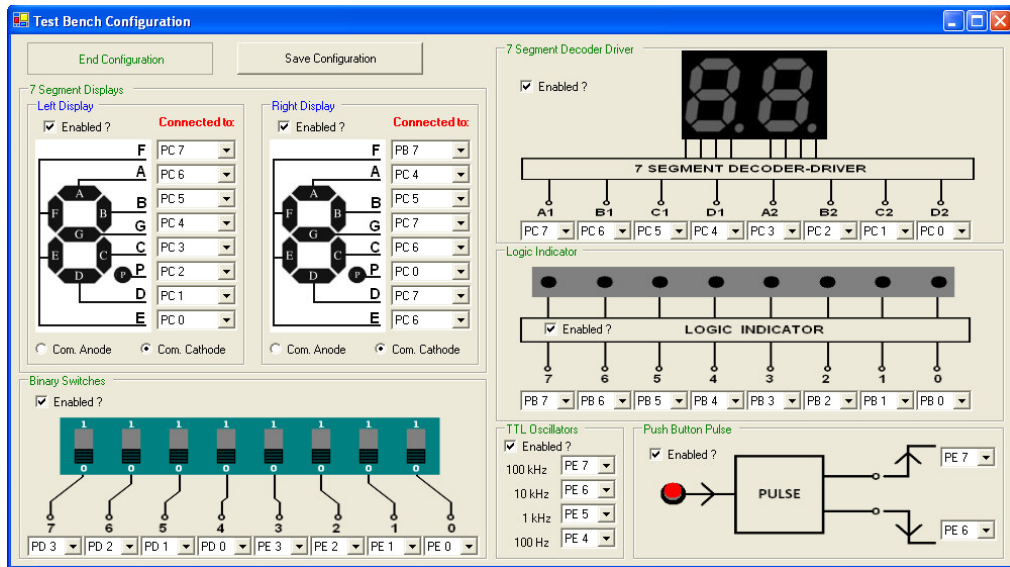 Test Bench Configuration
End Configuration
Save Configuration
7 Segment Displays
Left Display
Enabled ?
Connected to:
F PC 7
A PC 6
B PC 5
G PC 4
C PC 3
P PC 2
D PC 1
E PC 0
A
F B
G
E C
D P
Com. Anode Com. Cathode
Right Display
Enabled ?
Connected to:
F PB 7
A PC 4
B PC 5
G PC 7
C PC 6
P PC 0
D PC 7
E PC 6
A
F B
G
E C
D P
Com. Anode Com. Cathode
Binary Switches
Enabled ?
1 1 1 1 1 1 1 1
0 0 0 0 0 0 0 0
7 6 5 4 3 2 1 0
PD 3 PD 2 PD 1 PD 0 PE 3 PE 2 PE 1 PE 0
7 Segment Decoder Driver
Enabled ?
7 SEGMENT DECODER-DRIVER
A1 B1 C1 D1 A2 B2 C2 D2
PC 7 PC 6 PC 5 PC 4 PC 3 PC 2 PC 1 PC 0
Logic Indicator
Enabled ? LOGIC INDICATOR
7 6 5 4 3 2 1 0
PB 7 PB 6 PB 5 PB 4 PB 3 PB 2 PB 1 PB 0
TTL Oscillators
Enabled ?
100 kHz PE 7
10 kHz PE 6
1 kHz PE 5
100 Hz PE 4
Push Button Pulse
Enabled ?
PULSE
PE 7
PE 6